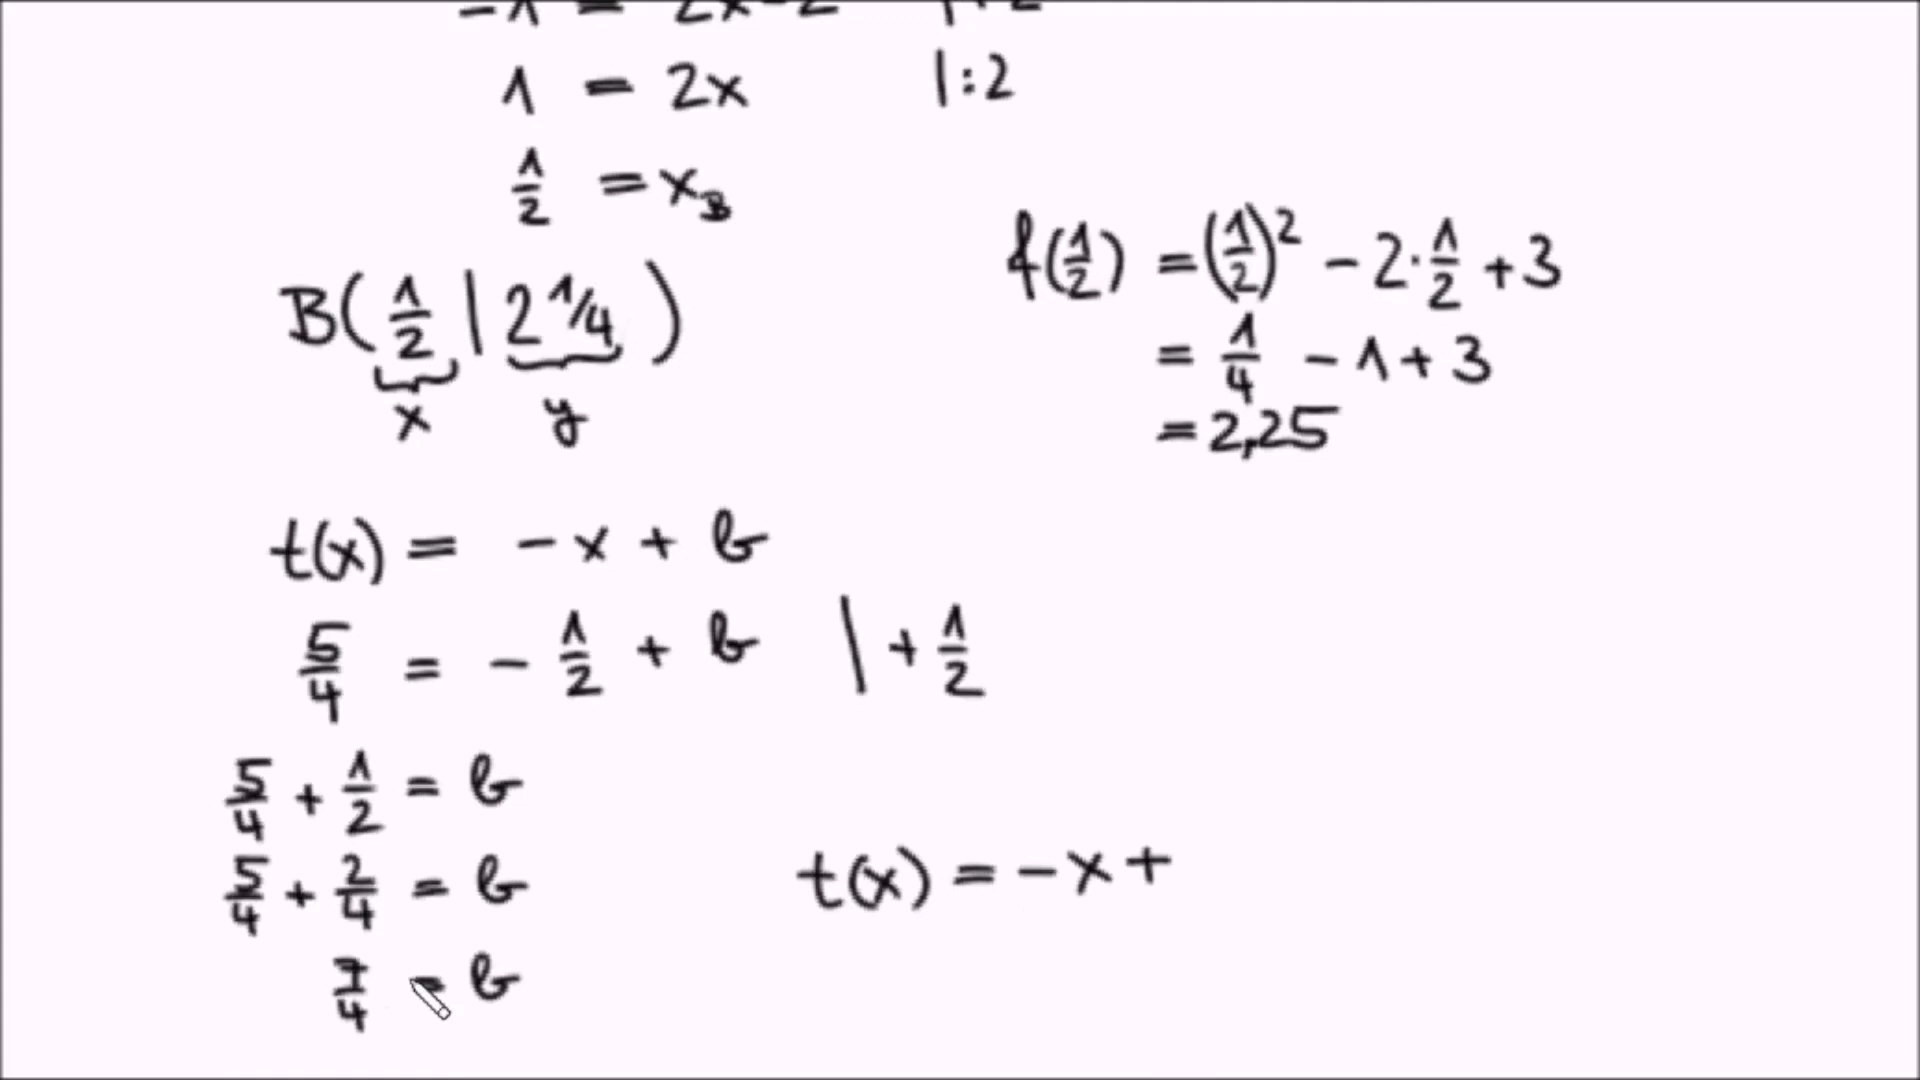 1 = 2x |:2
1/2 = x_B
f(1/2) = (1/2)² - 2·1/2 + 3
B(1/2 | 2 1/4)
= 1/4 - 1 + 3
x y
= 2,25
t(x) = -x + b
5/4 = -1/2 + b | + 1/2
5/4 + 1/2 = b
5/4 + 2/4 = b
t(x) = -x +
7/4 = b